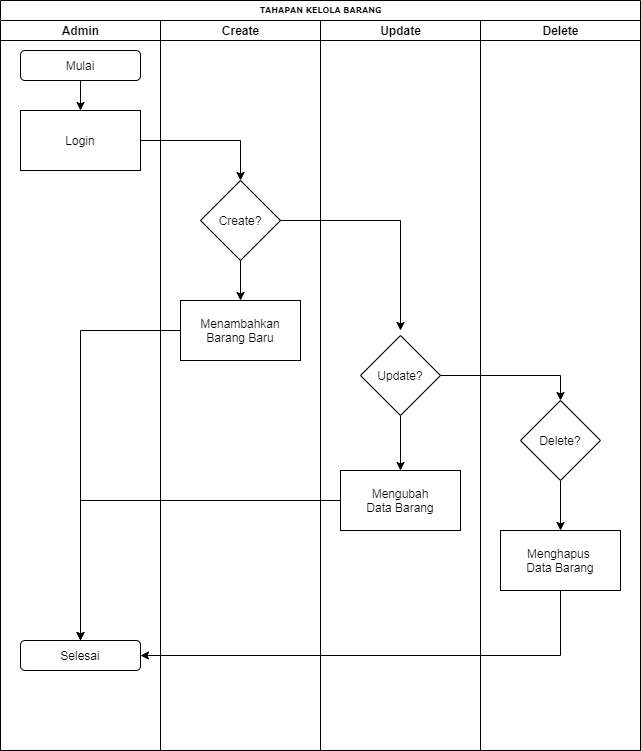 TAHAPAN KELOLA BARANG
Admin
Create
Update
Delete
Mulai
Login
Create?
Menambahkan
Barang Baru
Update?
Delete?
Mengubah
Data Barang
Menghapus
Data Barang
Selesai